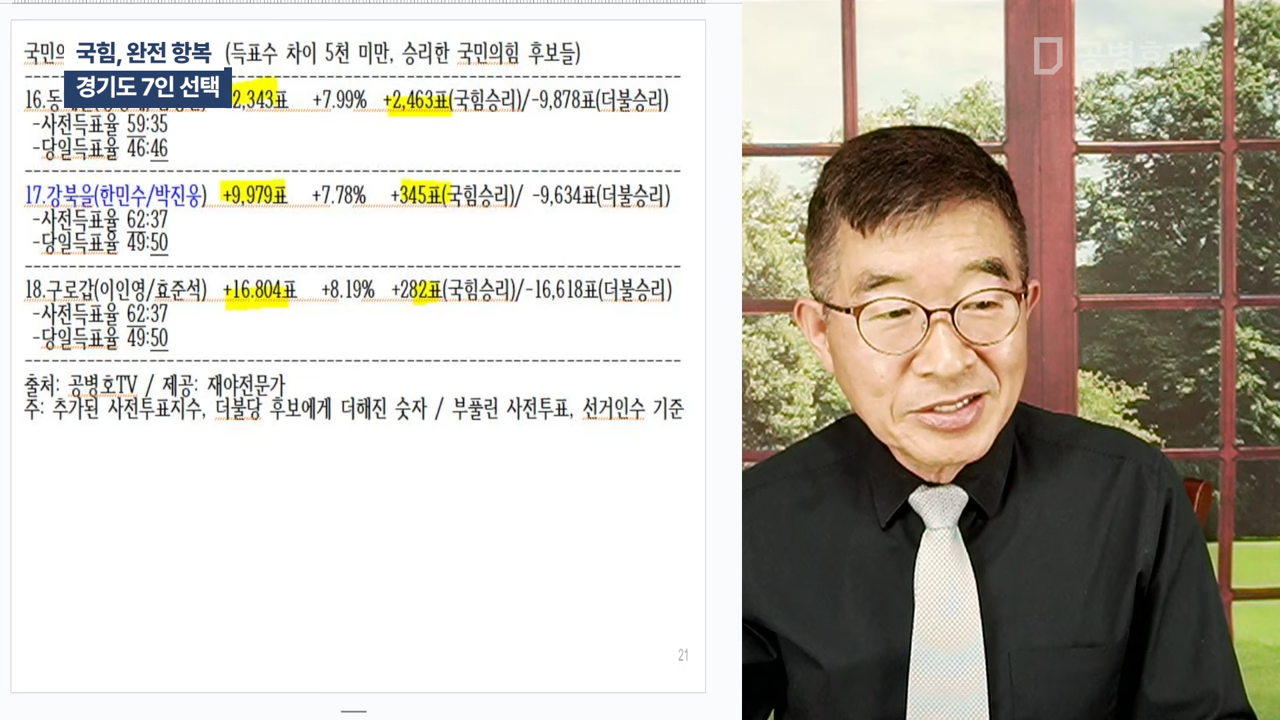 국힘, 완전 항복
경기도 7인 선택
(득표수 차이 5천 미만, 승리한 국민의힘 후보들)
2,343표 +7.99% +2,463표(국힘승리)/-9,878표(더불승리)
-사전득표율 59:35
-당일득표율 46:46
17.강북을(한민수/박진웅) +9,979표 +7.78% +345표(국힘승리)/ -9,634표(더불승리)
-사전득표율 62:37
-당일득표율 49:50
18.구로갑(이인영/효준석) +16,804표 +8.19% +282표(국힘승리)/-16,618표(더불승리)
-사전득표율 62:37
-당일득표율 49:50
출처: 공병호TV / 제공: 재야전문가
주: 추가된 사전투표지수, 더불당 후보에게 더해진 숫자 / 부풀린 사전투표, 선거인수 기준
21
공병호